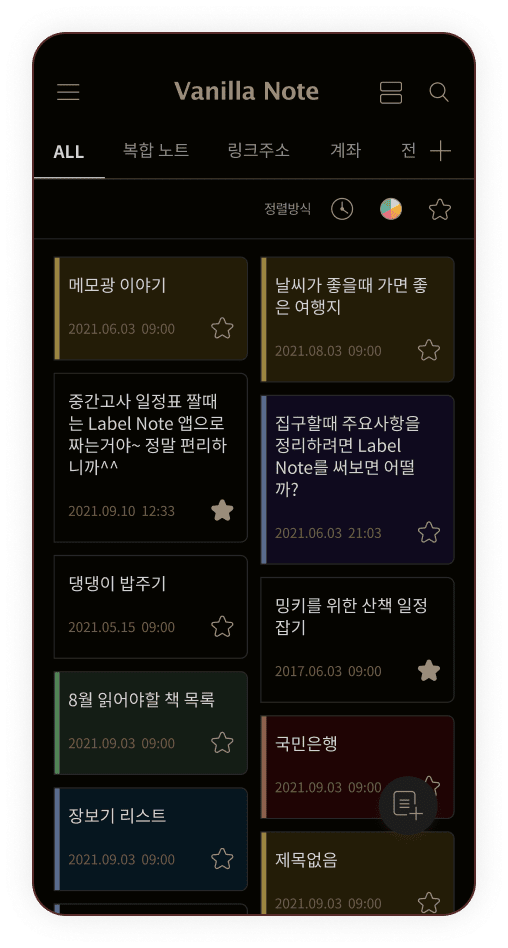 Vanilla Note
ALL 복합 노트 링크주소 계좌 전
정렬방식
메모광 이야기
2021.06.03 09:00
중간고사 일정표 짤때
는 Label Note 앱으로
짜는거야~ 정말 편리하
니까^^
2021.09.10 12:33
댕댕이 밥주기
2021.05.15 09:00
8월 읽어야할 책 목록
2021.09.03 09:00
장보기 리스트
2021.09.03 09:00
날씨가 좋을때 가면 좋
은 여행지
2021.08.03 09:00
집구할때 주요사항을
정리하려면 Label
Note를 써보면 어떨
까?
2021.06.03 21:03
밍키를 위한 산책 일정
잡기
2017.06.03 09:00
국민은행
2021.09.03 09:00
제목없음
2021.09.03 09:00